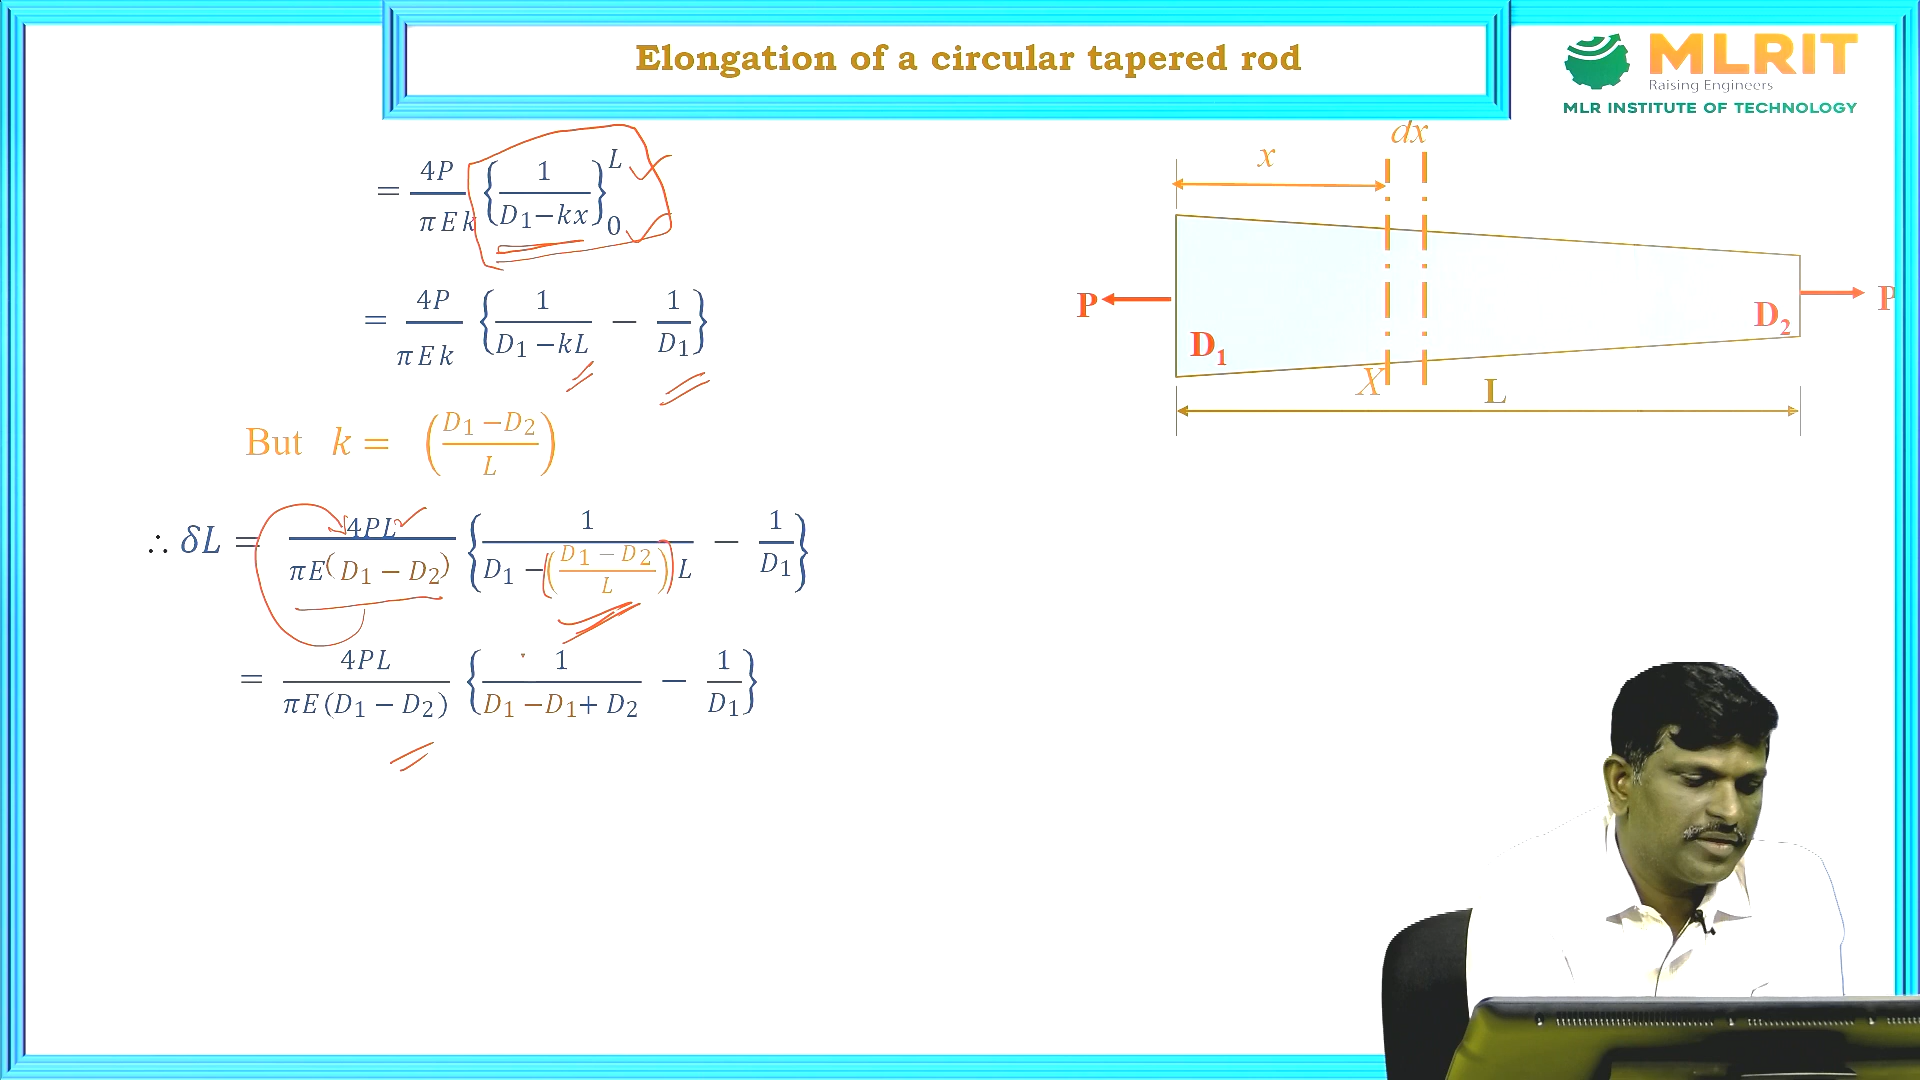 Elongation of a circular tapered rod
MLRIT
Raising Engineers
MLR INSTITUTE OF TECHNOLOGY
= 4P/πEk {1/(D₁−kx)}₀ᴸ
= 4P/πEk {1/(D₁−kL) − 1/D₁}
But k = ((D₁−D₂)/L)
∴ δL = 4PL/πE(D₁ − D₂) {1/(D₁ −((D₁ − D₂)/L)L) − 1/D₁}
= 4PL/πE(D₁ − D₂) {1/(D₁ −D₁+ D₂) − 1/D₁}
dx
x
P
P
D₁
D₂
X
L